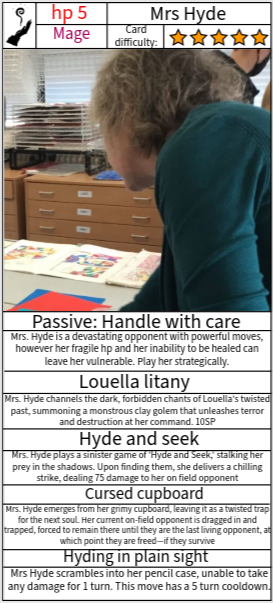 hp 5
Mrs Hyde
Mage
Card
difficulty:
Passive: Handle with care
Mrs. Hyde is a devastating opponent with powerful moves,
however her fragile hp and her inability to be healed can
leave her vulnerable. Play her strategically.
Louella litany
Mrs. Hyde channels the dark, forbidden chants of Louella's twisted
past, summoning a monstrous clay golem that unleashes terror
and destruction at her command. 10SP
Hyde and seek
Mrs. Hyde plays a sinister game of 'Hyde and Seek,' stalking her
prey in the shadows. Upon finding them, she delivers a chilling
strike, dealing 75 damage to her on field opponent
Cursed cupboard
Mrs. Hyde emerges from her grimy cupboard, leaving it as a twisted trap
for the next soul. Her current on-field opponent is dragged in and
trapped, forced to remain there until they are the last living opponent, at
which point they are freed—if they survive
Hyding in plain sight
Mrs Hyde scrambles into her pencil case, unable to take
any damage for 1 turn. This move has a 5 turn cooldown.